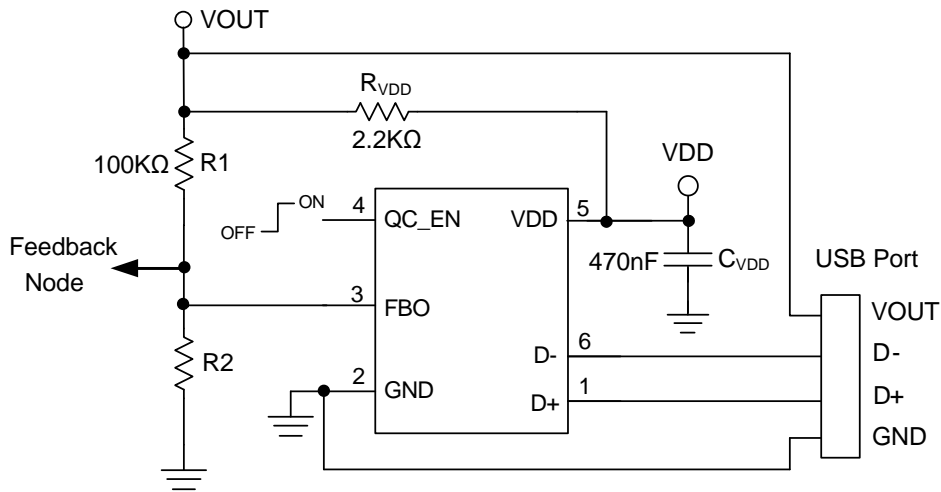 VOUT
RVDD
2.2KΩ
100KΩ
R1
VDD
ON
OFF
4
QC_EN
VDD
5
470nF
CVDD
USB Port
Feedback
Node
3
FBO
VOUT
R2
D-
6
D-
2
GND
D+
1
D+
GND